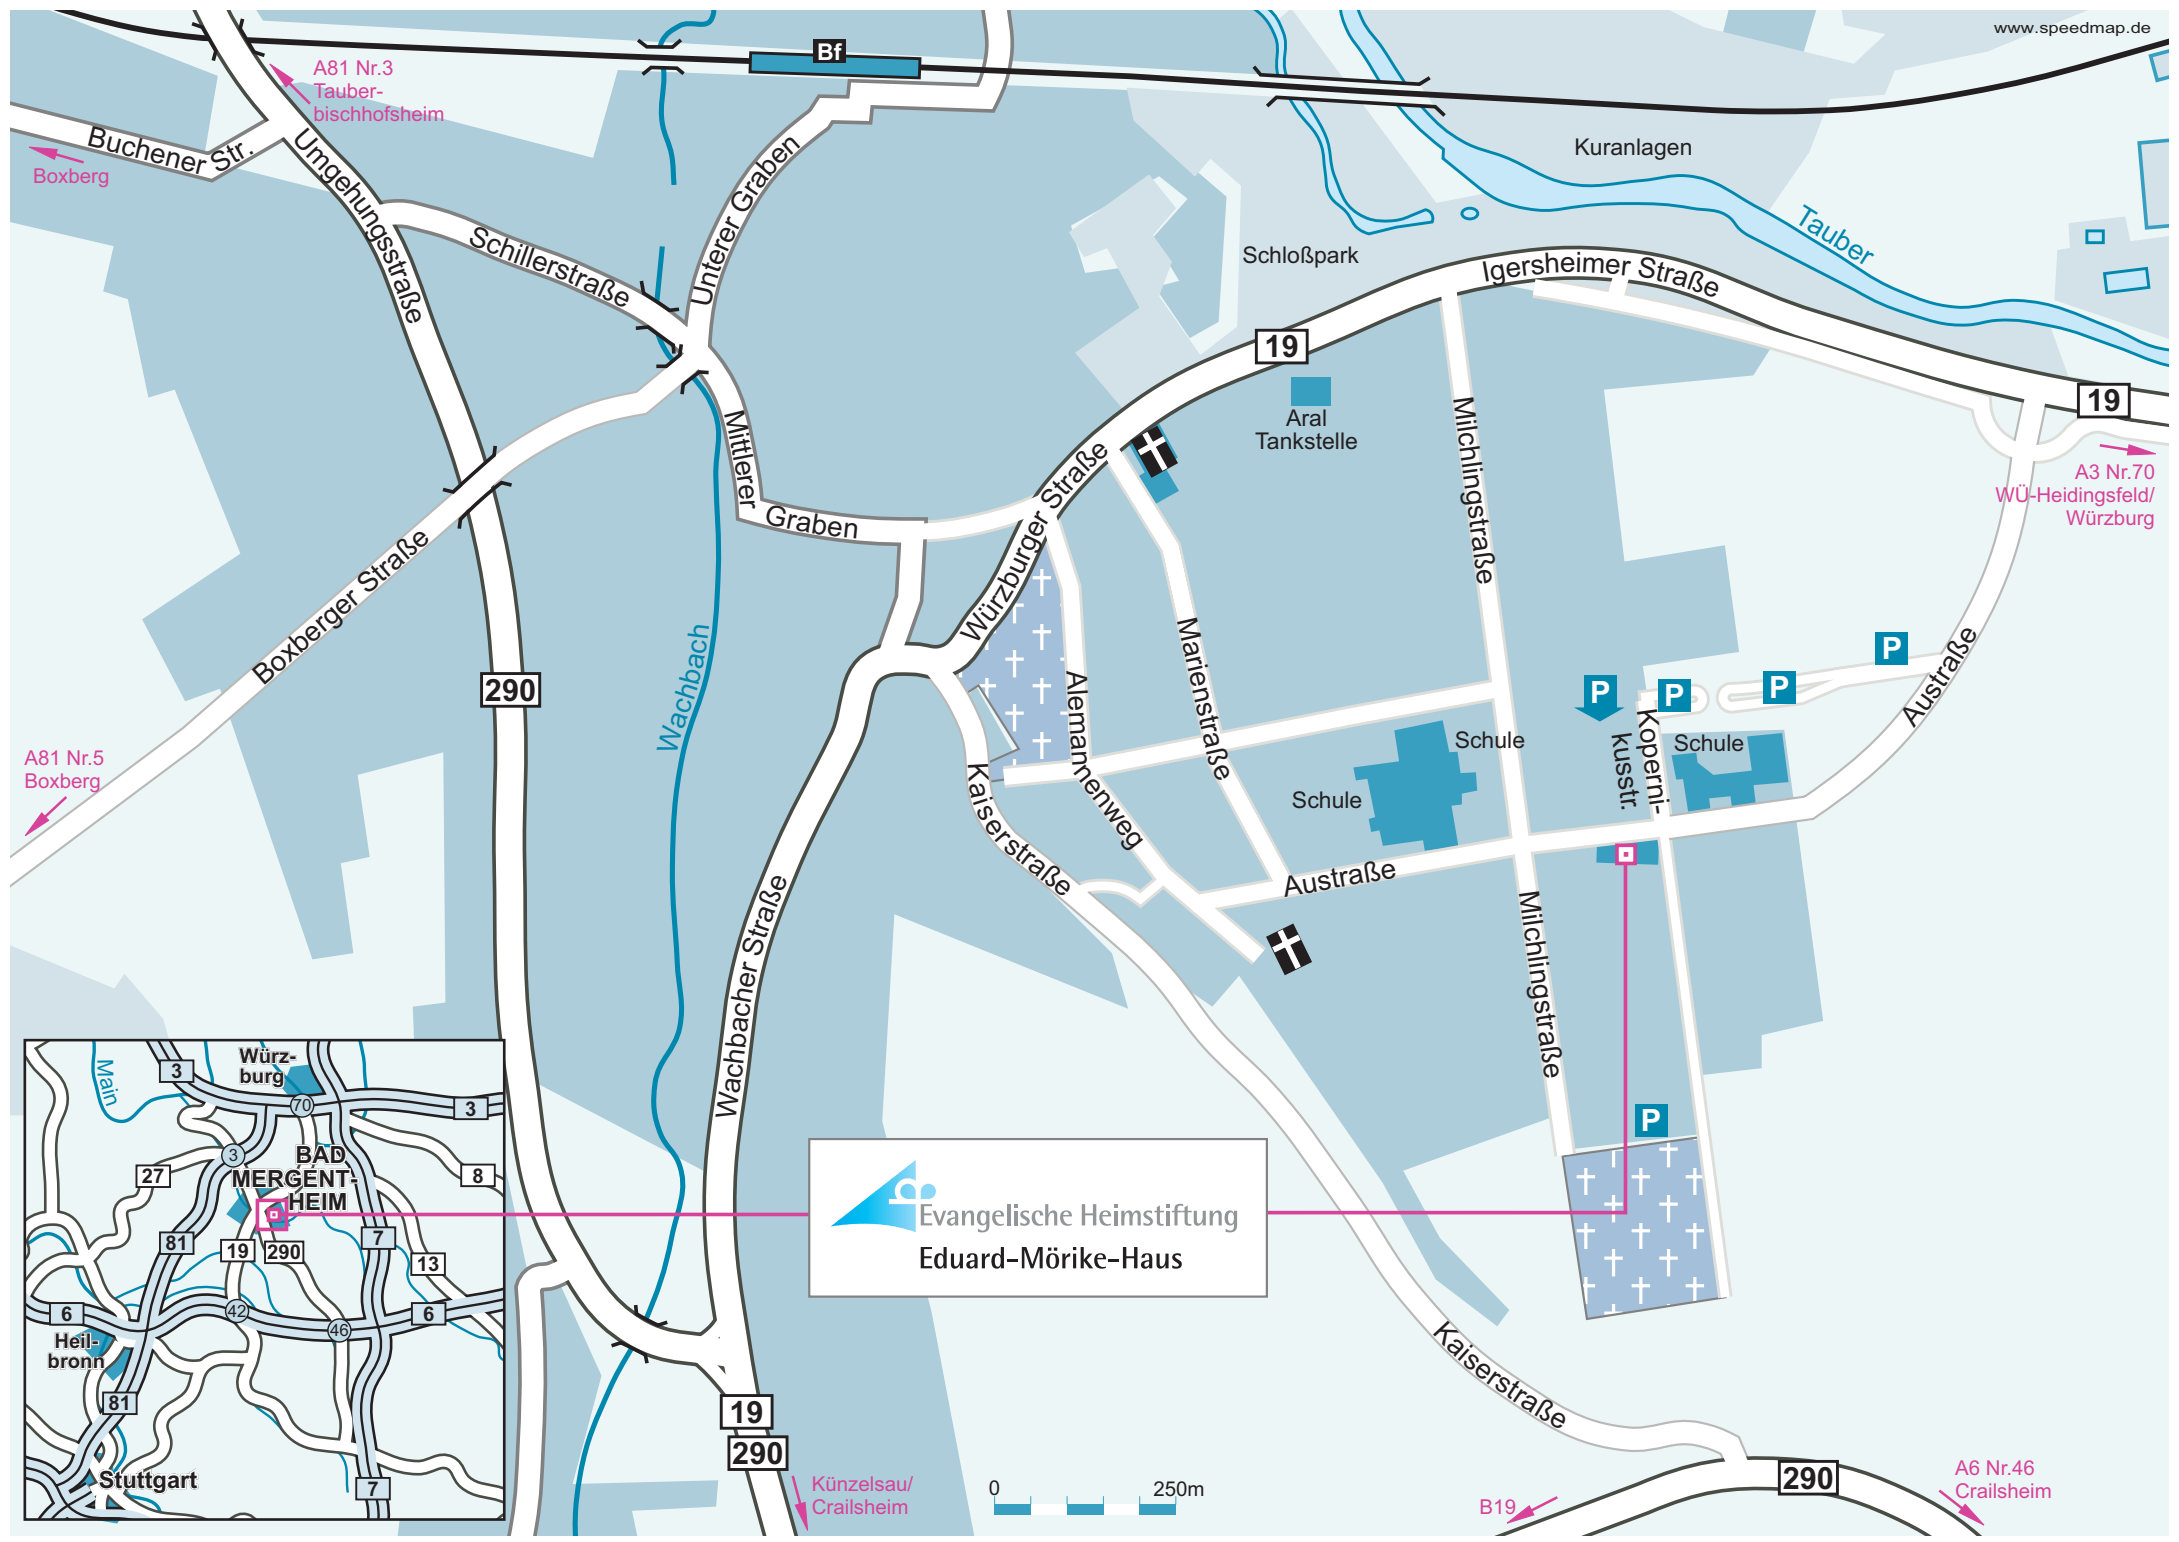 www.speedmap.de
Bf
A81 Nr.3
Tauber-
bischhofsheim
Buchener Str.
Boxberg
Umgehungsstraße
Schillerstraße
Unterer Graben
Kuranlagen
Tauber
Schloßpark
Igersheimer Straße
19
19
Aral
Tankstelle
A3 Nr.70
WÜ-Heidingsfeld/
Würzburg
Mittlerer
Graben
Würzburger Straße
Milchlingstraße
Boxberger Straße
290
Wachbach
Alemannenweg
Marienstraße
P
P
P
P
Koperni-
kusstr.
Austraße
Schule
Schule
Schule
A81 Nr.5
Boxberg
Kaiserstraße
Austraße
Wachbacher Straße
Milchlingstraße
P
Main
Würz-
burg
3
70
3
3
BAD
MERGENT-
HEIM
27
8
81
19
290
7
13
6
42
46
6
Heil-
bronn
81
Stuttgart
7
Evangelische Heimstiftung
Eduard-Mörike-Haus
Kaiserstraße
19
290
Künzelsau/
Crailsheim
0
250m
290
B19
A6 Nr.46
Crailsheim